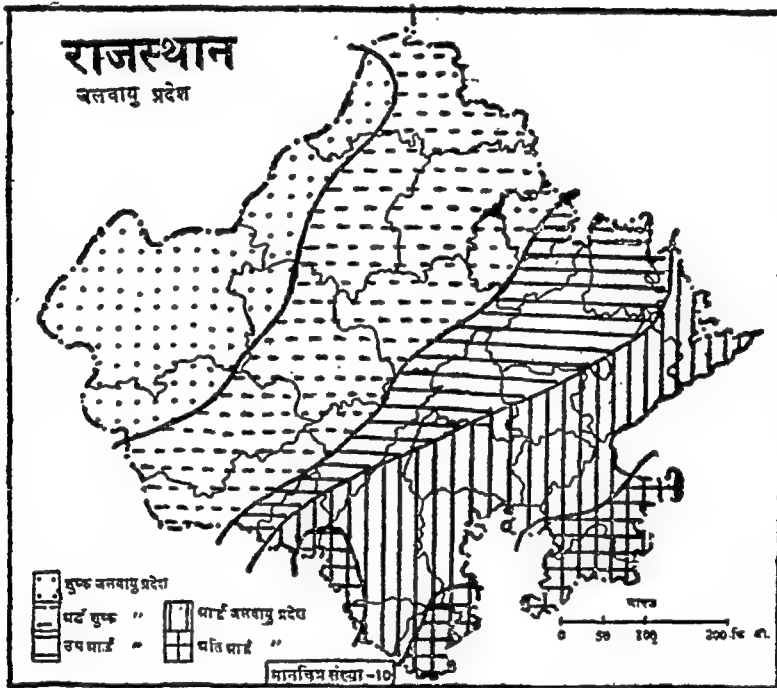 राजस्थान
जलवायु प्रदेश
शुष्क जलवायु प्रदेश
अर्द्ध शुष्क "
उप आर्द्र "
आर्द्र जलवायु प्रदेश
अति आर्द्र "
0 50 100 200 कि. मी.
मानचित्र संख्या -10